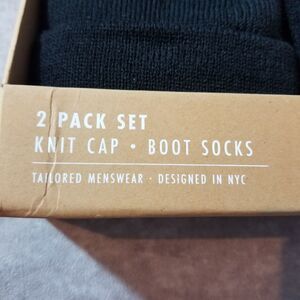 2 PACK SET
KNIT CAP • BOOT SOCKS
TAILORED MENSWEAR · DESIGNED IN NYC